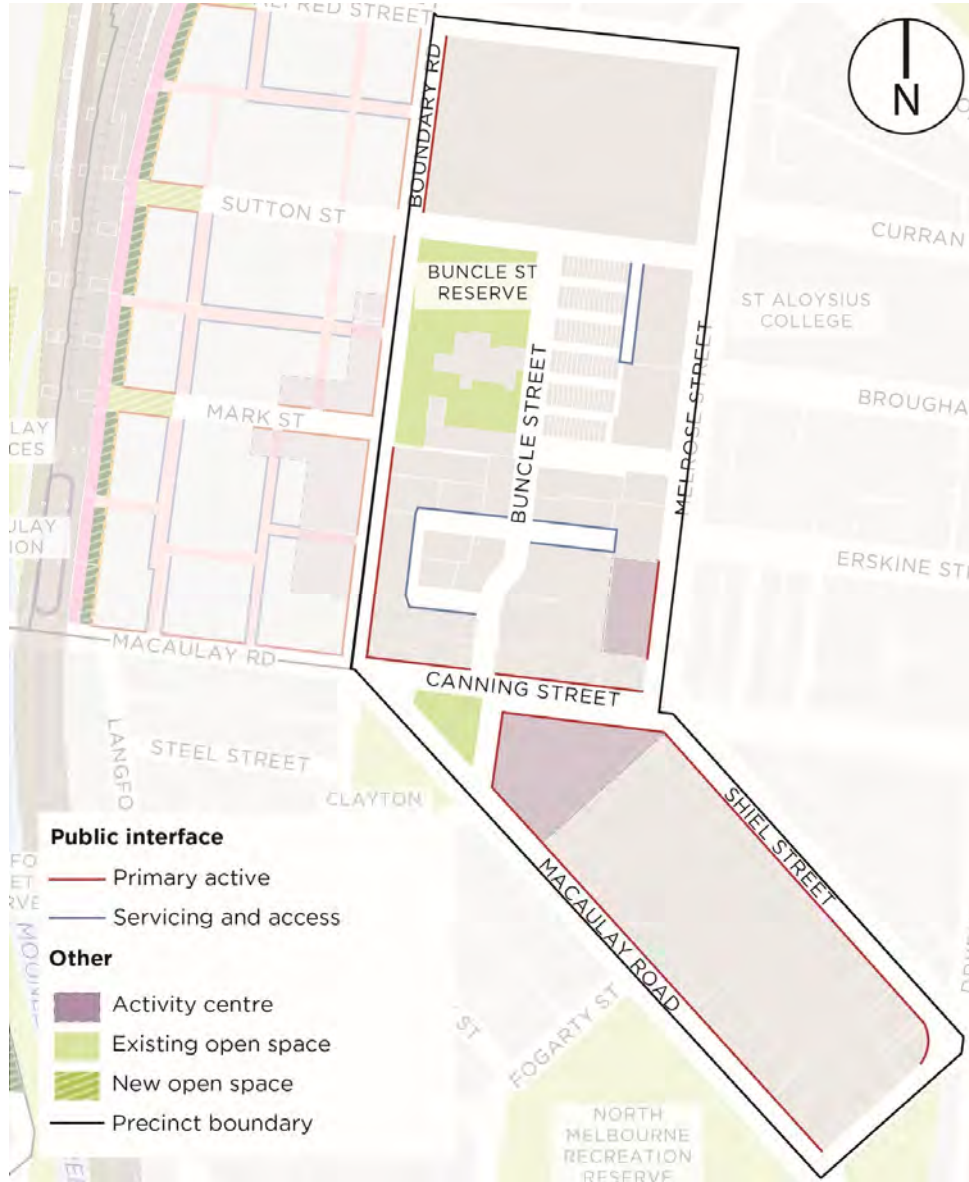 BOUNDARY RD
N
SUTTON ST
CURRAN
BUNCLE ST
RESERVE
ST ALOYSIUS
COLLEGE
BUNCLE STREET
MELROSE STREET
MARK ST
BROUGHA
ERSKINE
MACAULAY RD
CANNING STREET
STEEL STREET
CLAYTON
SHIEL STREET
MACAULAY ROAD
FOGARTY ST
ST
NORTH
MELBOURNE
RECREATION
RESERVE
Public interface
Primary active
Servicing and access
Other
Activity centre
Existing open space
New open space
Precinct boundary